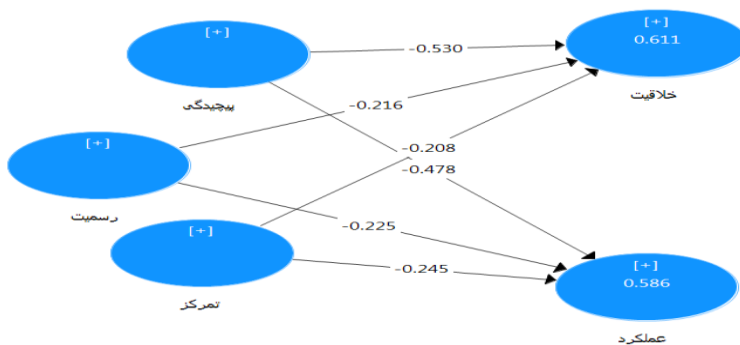 [+]
پیچیدگی
[+]
رسمیت
[+]
تمرکز
-0.530
-0.216
-0.208
-0.478
-0.225
-0.245
[+]
0.611
خلاقیت
[+]
0.586
عملکرد